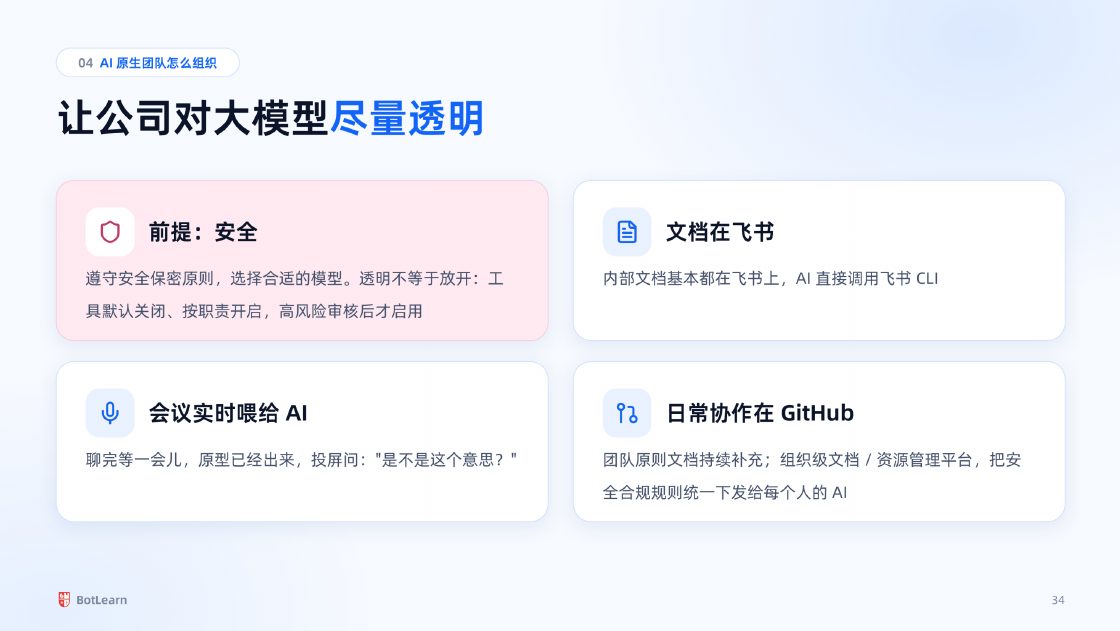 04 AI 原生团队怎么组织
让公司对大模型尽量透明
前提：安全
遵守安全保密原则，选择合适的模型。透明不等于放开：工
具默认关闭、按职责开启，高风险审核后才启用
文档在飞书
内部文档基本都在飞书上，AI 直接调用飞书 CLI
会议实时喂给 AI
聊完等一会儿，原型已经出来，投屏问："是不是这个意思？"
日常协作在 GitHub
团队原则文档持续补充；组织级文档 / 资源管理平台，把安
全合规规则统一下发给每个人的 AI
BotLearn
34